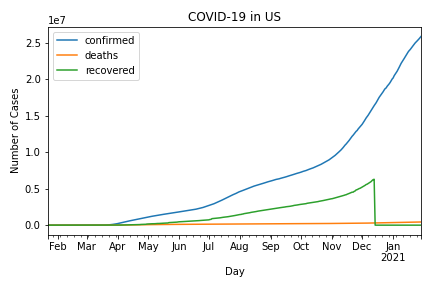 COVID-19 in US
1e7
confirmed
deaths
recovered
Number of Cases
2.5
2.0
1.5
1.0
0.5
0.0
Feb Mar Apr May Jun Jul Aug Sep Oct Nov Dec Jan
2021
Day